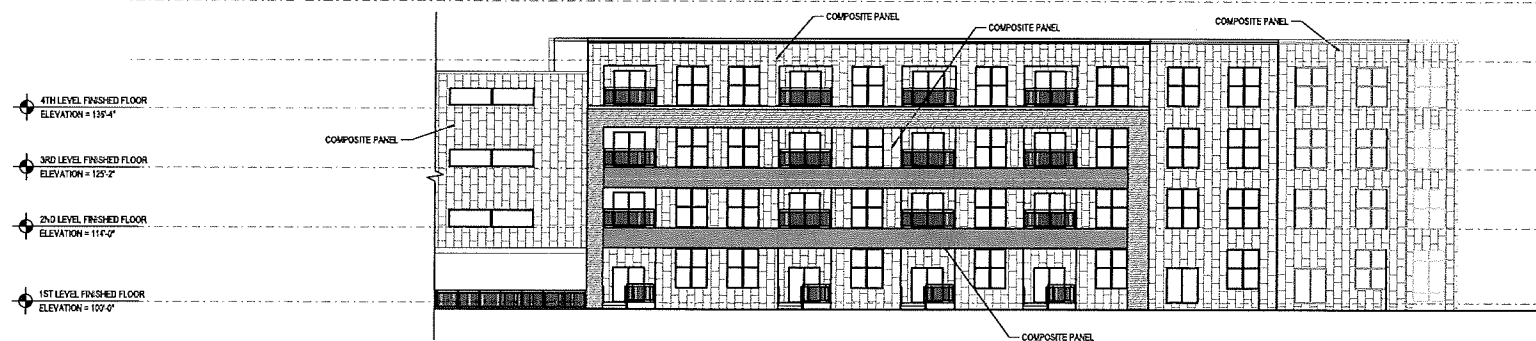 COMPOSITE PANEL
COMPOSITE PANEL
COMPOSITE PANEL
4TH LEVEL FINISHED FLOOR
ELEVATION = 135'-4"
COMPOSITE PANEL
3RD LEVEL FINISHED FLOOR
ELEVATION = 125'-2"
2ND LEVEL FINISHED FLOOR
ELEVATION = 114'-0"
1ST LEVEL FINISHED FLOOR
ELEVATION = 100'-0"
COMPOSITE PANEL